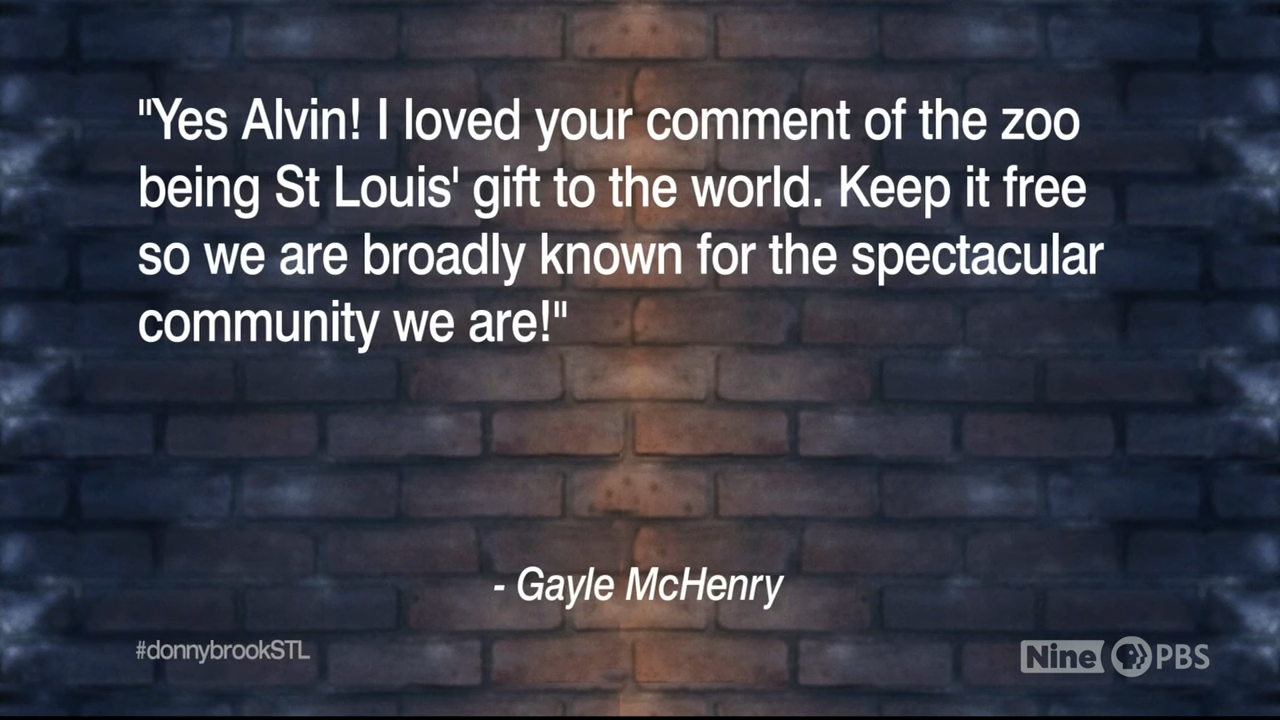 "Yes Alvin! I loved your comment of the zoo
being St Louis' gift to the world. Keep it free
so we are broadly known for the spectacular
community we are!"
- Gayle McHenry
#donnybrookSTL
Nine PBS